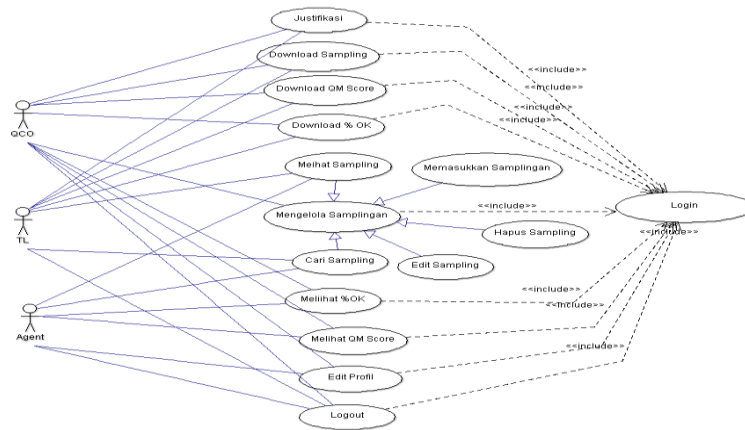 Justifikasi
Download Sampling
<<include>>
Download QM Score
<<include>>
QCO
<<include>>
Download % OK
<<include>>
Meihat Sampling
Memasukkan Samplingan
Mengelola Samplingan
<<include>>
Login
TL
Hapus Sampling
<<include>>
Cari Sampling
Edit Sampling
Meliihat %OK
<<include>>
<<include>>
Agent
Melihat QM Score
<<include>>
Edit Profil
Logout